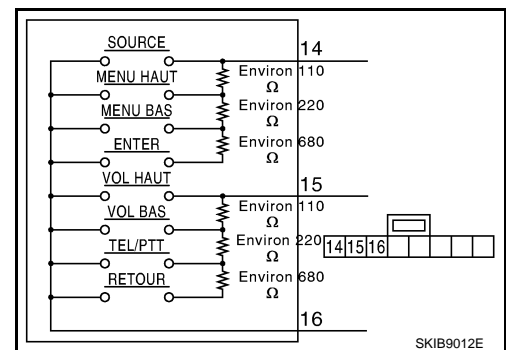 SOURCE
14
MENU HAUT
Environ 110
Ω
MENU BAS
Environ 220
Ω
ENTER
Environ 680
Ω
VOL HAUT
15
Environ 110
Ω
VOL BAS
Environ 220
Ω
TEL/PTT
14 15 16
Environ 680
Ω
RETOUR
16
SKIB9012E